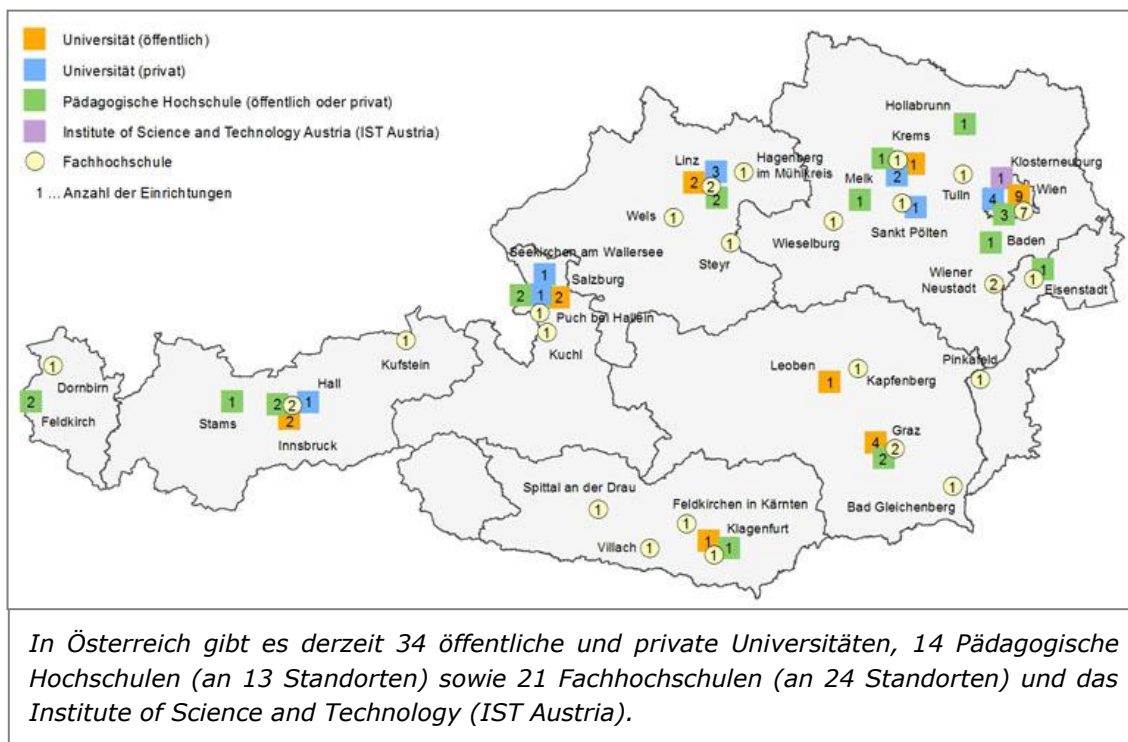 Universität (öffentlich)
Universität (privat)
Pädagogische Hochschule (öffentlich oder privat)
Institute of Science and Technology Austria (IST Austria)
Fachhochschule
1 ... Anzahl der Einrichtungen
Hollabrunn
1
Krems
1
1
1
2
Klosterneuburg
1
Tulln
1
Wien
4
9
3
7
Melk
1
Sankt Pölten
1
1
Wieselburg
1
Baden
1
Wiener
Neustadt
2
Eisenstadt
1
1
Linz
2
3
2
2
Hagenberg
im Mühlkreis
1
Wels
1
Steyr
1
Seekirchen am Wallersee
1
Salzburg
2
1
2
Puch bei Hallein
1
Kuchl
1
Kufstein
1
Dornbirn
1
Feldkirch
2
Stams
1
Hall
1
Innsbruck
2
2
2
Leoben
1
Kapfenberg
1
Pinkafeld
1
Graz
4
2
2
Bad Gleichenberg
1
Spittal an der Drau
1
Feldkirchen in Kärnten
1
Villach
1
Klagenfurt
1
1
1
In Österreich gibt es derzeit 34 öffentliche und private Universitäten, 14 Pädagogische
Hochschulen (an 13 Standorten) sowie 21 Fachhochschulen (an 24 Standorten) und das
Institute of Science and Technology (IST Austria).